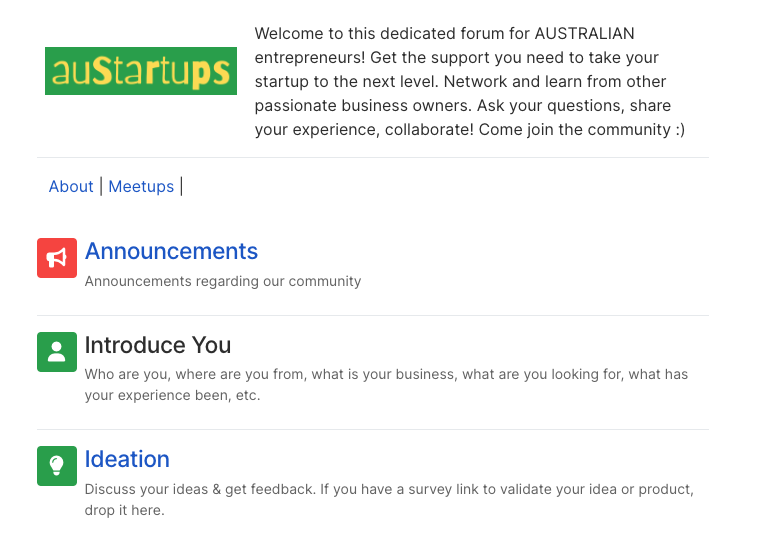 auStartups
Welcome to this dedicated forum for AUSTRALIAN
entrepreneurs! Get the support you need to take your
startup to the next level. Network and learn from other
passionate business owners. Ask your questions, share
your experience, collaborate! Come join the community :)
About | Meetups |
Announcements
Announcements regarding our community
Introduce You
Who are you, where are you from, what is your business, what are you looking for, what has
your experience been, etc.
Ideation
Discuss your ideas & get feedback. If you have a survey link to validate your idea or product,
drop it here.